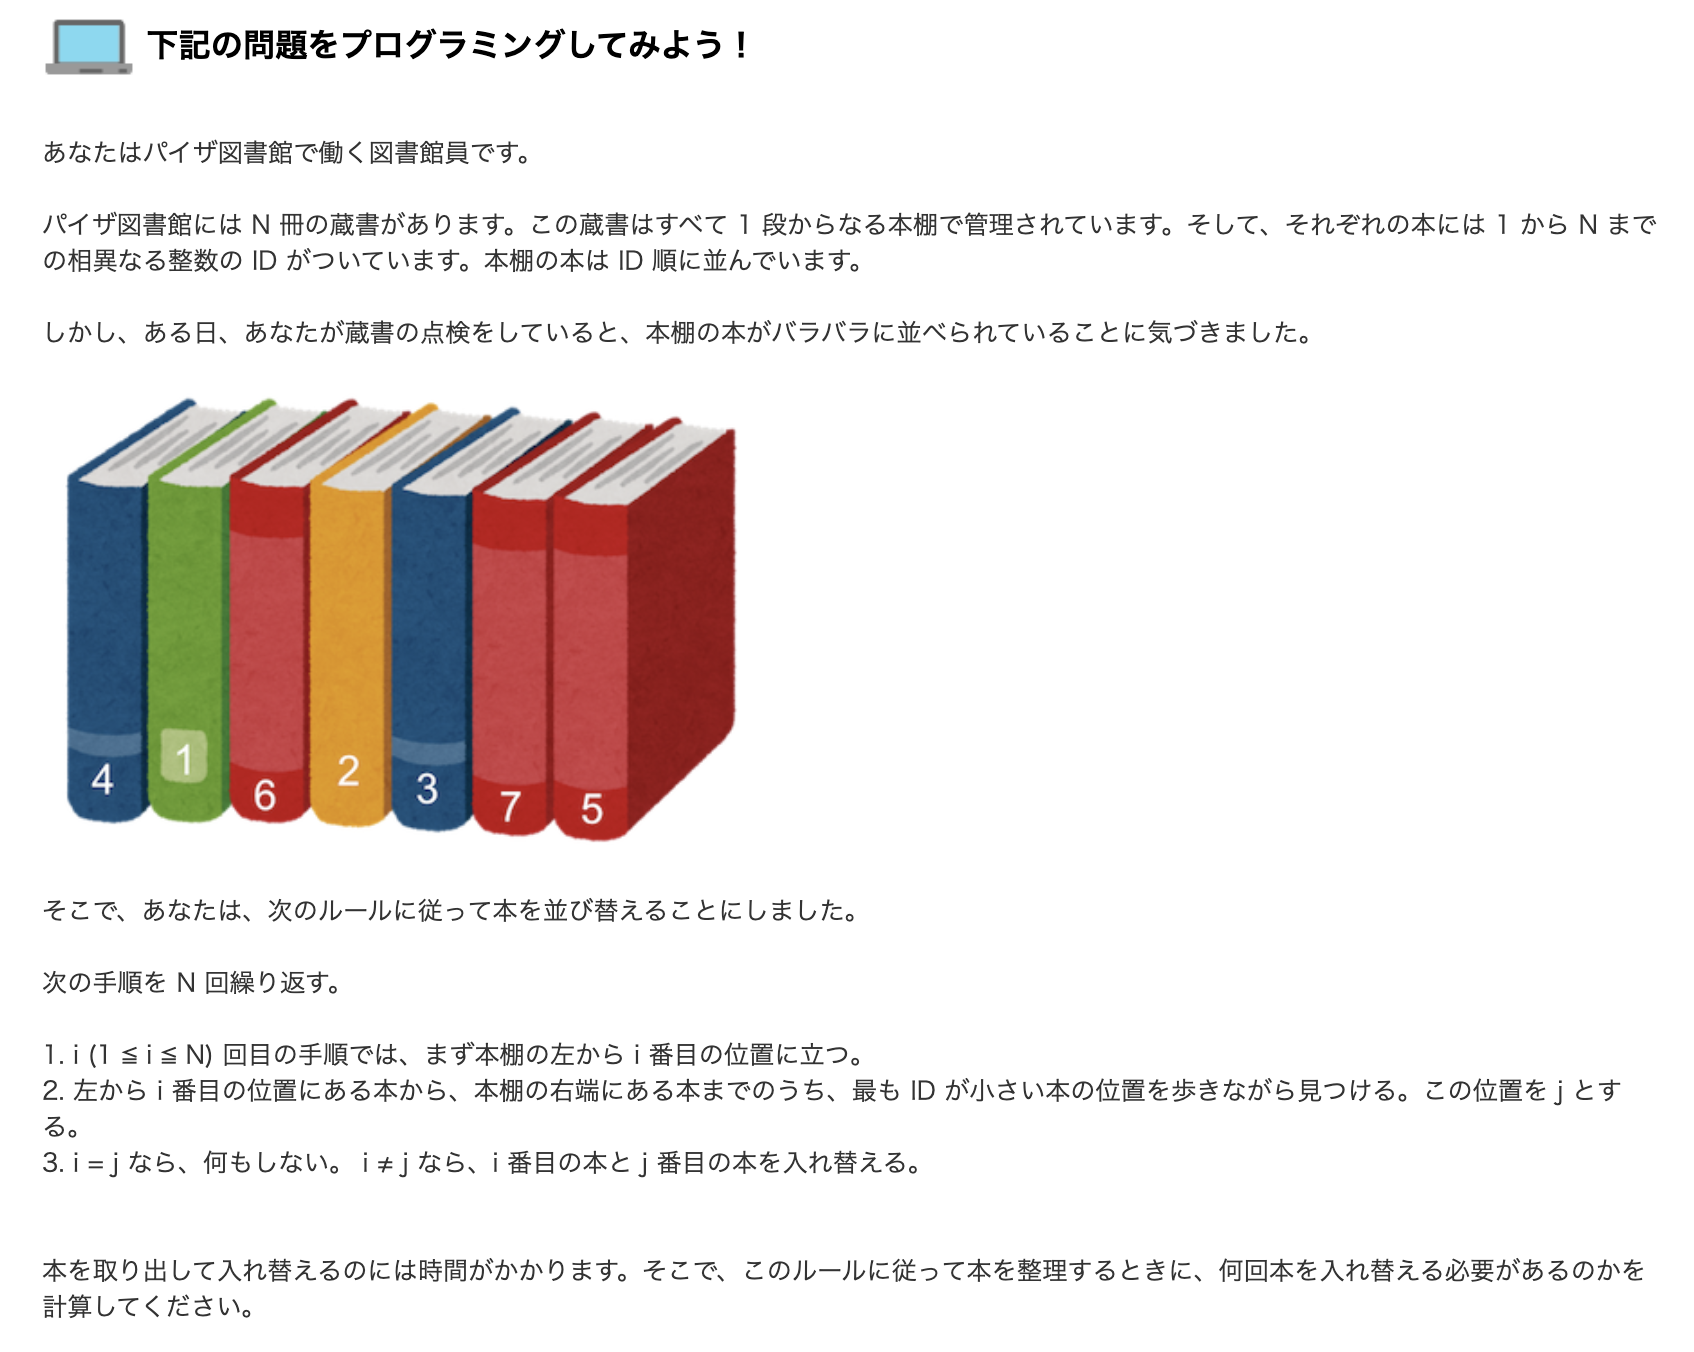 下記の問題をプログラミングしてみよう！
あなたはパイザ図書館で働く図書館員です。
パイザ図書館には N 冊の蔵書があります。この蔵書はすべて 1 段からなる本棚で管理されています。そして、それぞれの本には 1 から N まで
の相異なる整数の ID がついています。本棚の本は ID 順に並んでいます。
しかし、ある日、あなたが蔵書の点検をしていると、本棚の本がバラバラに並べられていることに気づきました。
4 1 6 2 3 7 5
そこで、あなたは、次のルールに従って本を並び替えることにしました。
次の手順を N 回繰り返す。
1. i (1 ≦ i ≦ N) 回目の手順では、まず本棚の左から i 番目の位置に立つ。
2. 左から i 番目の位置にある本から、本棚の右端にある本までのうち、最も ID が小さい本の位置を歩きながら見つける。この位置を j とす
る。
3. i = j なら、何もしない。 i ≠ j なら、i 番目の本と j 番目の本を入れ替える。
本を取り出して入れ替えるのには時間がかかります。そこで、このルールに従って本を整理するときに、何回本を入れ替える必要があるのかを
計算してください。